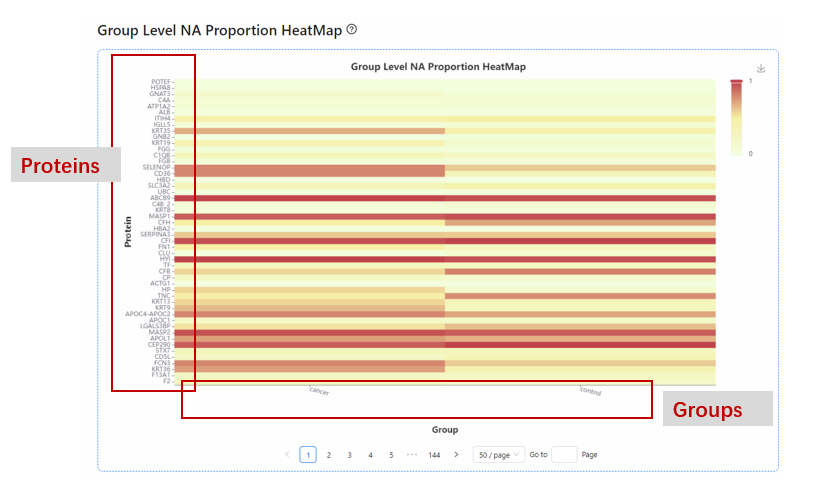 Group Level NA Proportion HeatMap ?
Group Level NA Proportion HeatMap
POTEF
HSPA8
GNAT3
C4A
ATP1A2
ALB
ITIH4
IGLL5
KRT35
GNB2
KRT19
FGG
C1QB
FGB
SELENOP
CD36
HBD
SLC3A2
UBC
ABCB9
C4B_2
KRT8
MASP1
CFH
HBA2
SERPINA3
CFI
FN1
CLU
HYI
TF
CFB
CP
ACTG1
HP
TNC
KRT13
KRT9
APOC4-APOC2
APOC1
LGALS3BP
MASP2
APOL1
CEP290
STX7
CD5L
FCN3
KRT36
F13A1
F2
Protein
Proteins
1
0
'cancer
'control
Groups
Group
1 2 3 4 5 ··· 144 50 / page Go to Page